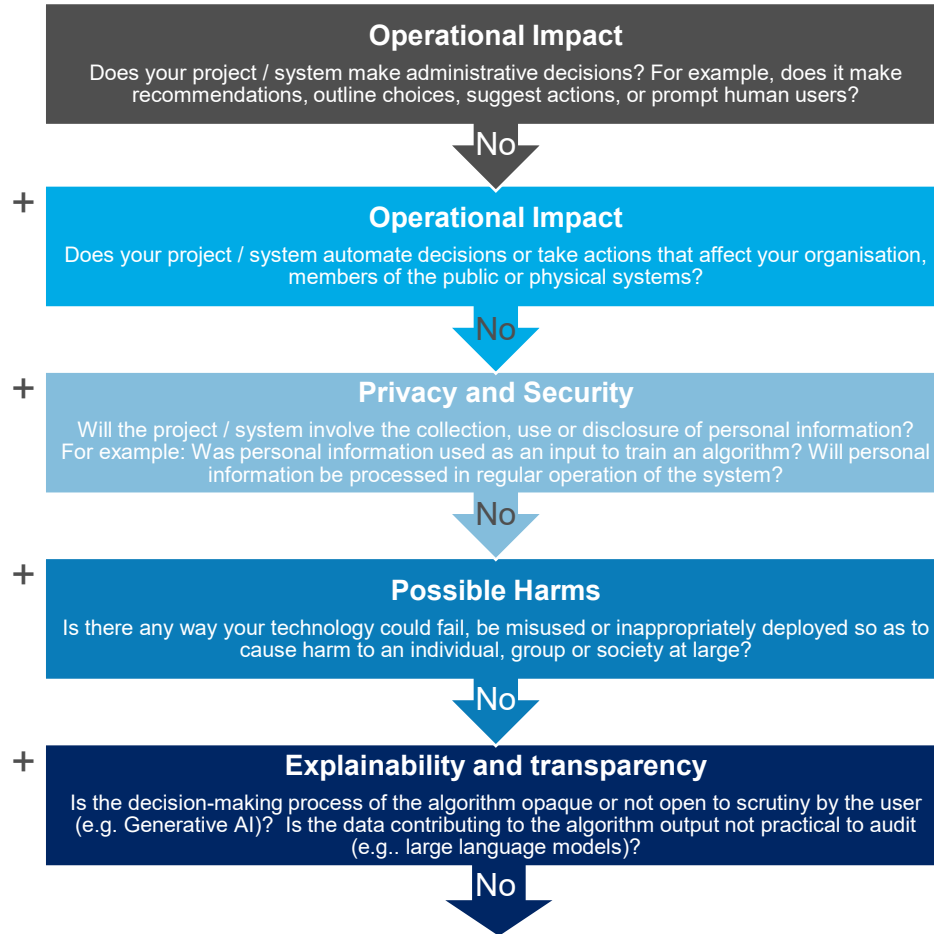 Operational Impact
Does your project / system make administrative decisions? For example, does it make
recommendations, outline choices, suggest actions, or prompt human users?
No
+
Operational Impact
Does your project / system automate decisions or take actions that affect your organisation,
members of the public or physical systems?
No
+
Privacy and Security
Will the project / system involve the collection, use or disclosure of personal information?
For example: Was personal information used as an input to train an algorithm? Will personal
information be processed in regular operation of the system?
No
+
Possible Harms
Is there any way your technology could fail, be misused or inappropriately deployed so as to
cause harm to an individual, group or society at large?
No
+
Explainability and transparency
Is the decision-making process of the algorithm opaque or not open to scrutiny by the user
(e.g. Generative AI)?  Is the data contributing to the algorithm output not practical to audit
(e.g.. large language models)?
No